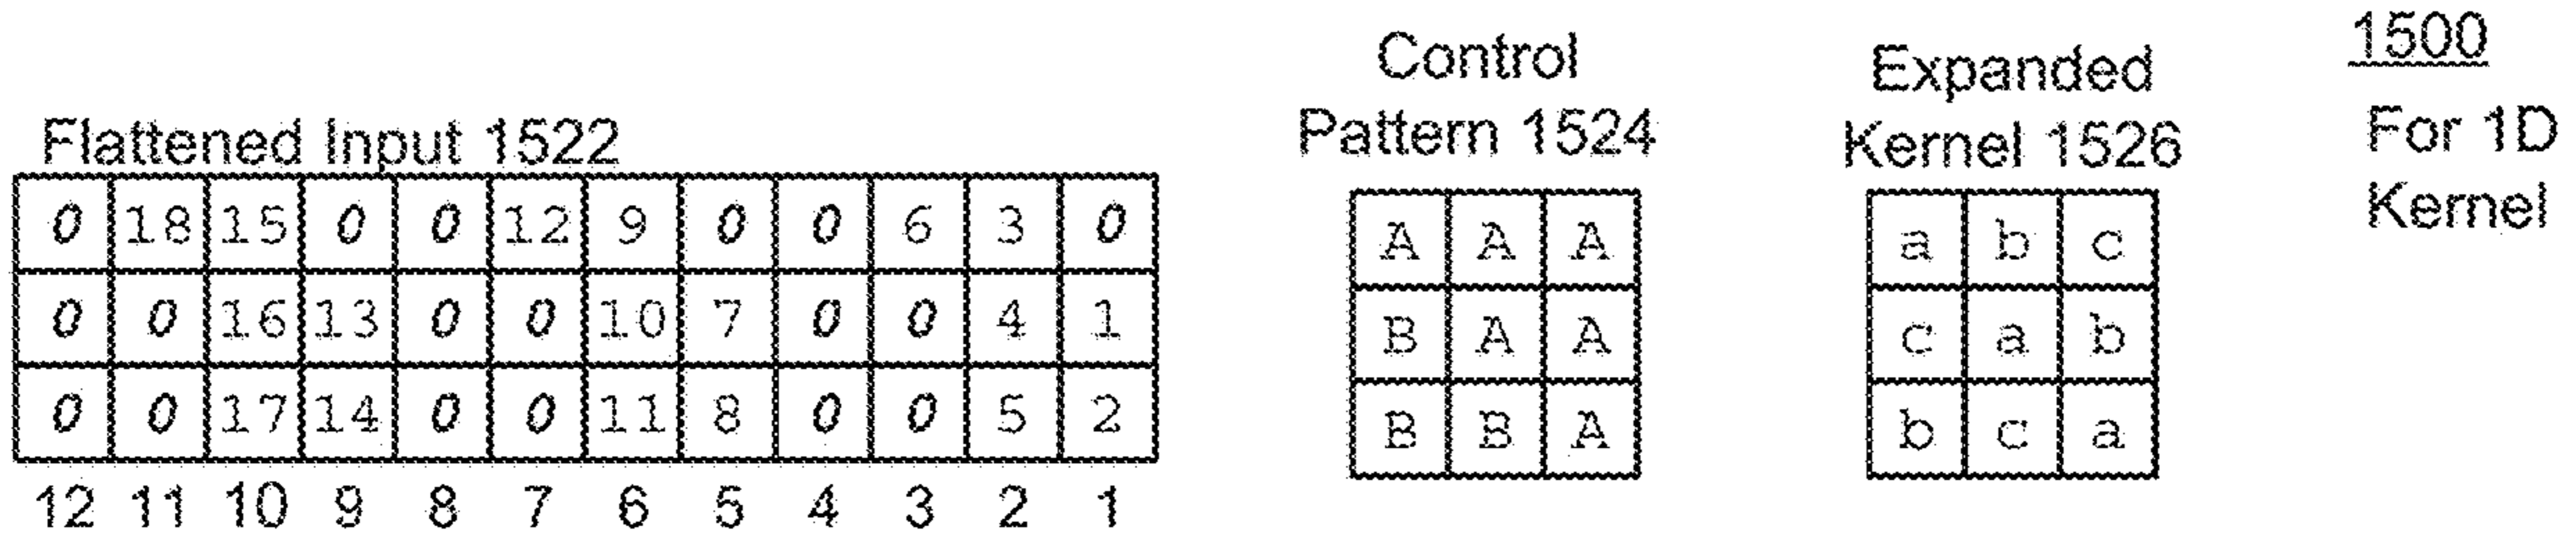 1500
For 1D
Kernel
Flattened Input 1522
0 11 18 15 0 0 12 9 0 0 6 3 0
0 0 16 13 0 0 10 7 0 0 4 1
0 0 17 14 0 0 11 8 0 0 5 2
12 11 10 9 8 7 6 5 4 3 2 1
Control
Pattern 1524
A A A
B A A
B B A
Expanded
Kernel 1526
a b c
c a b
b c a